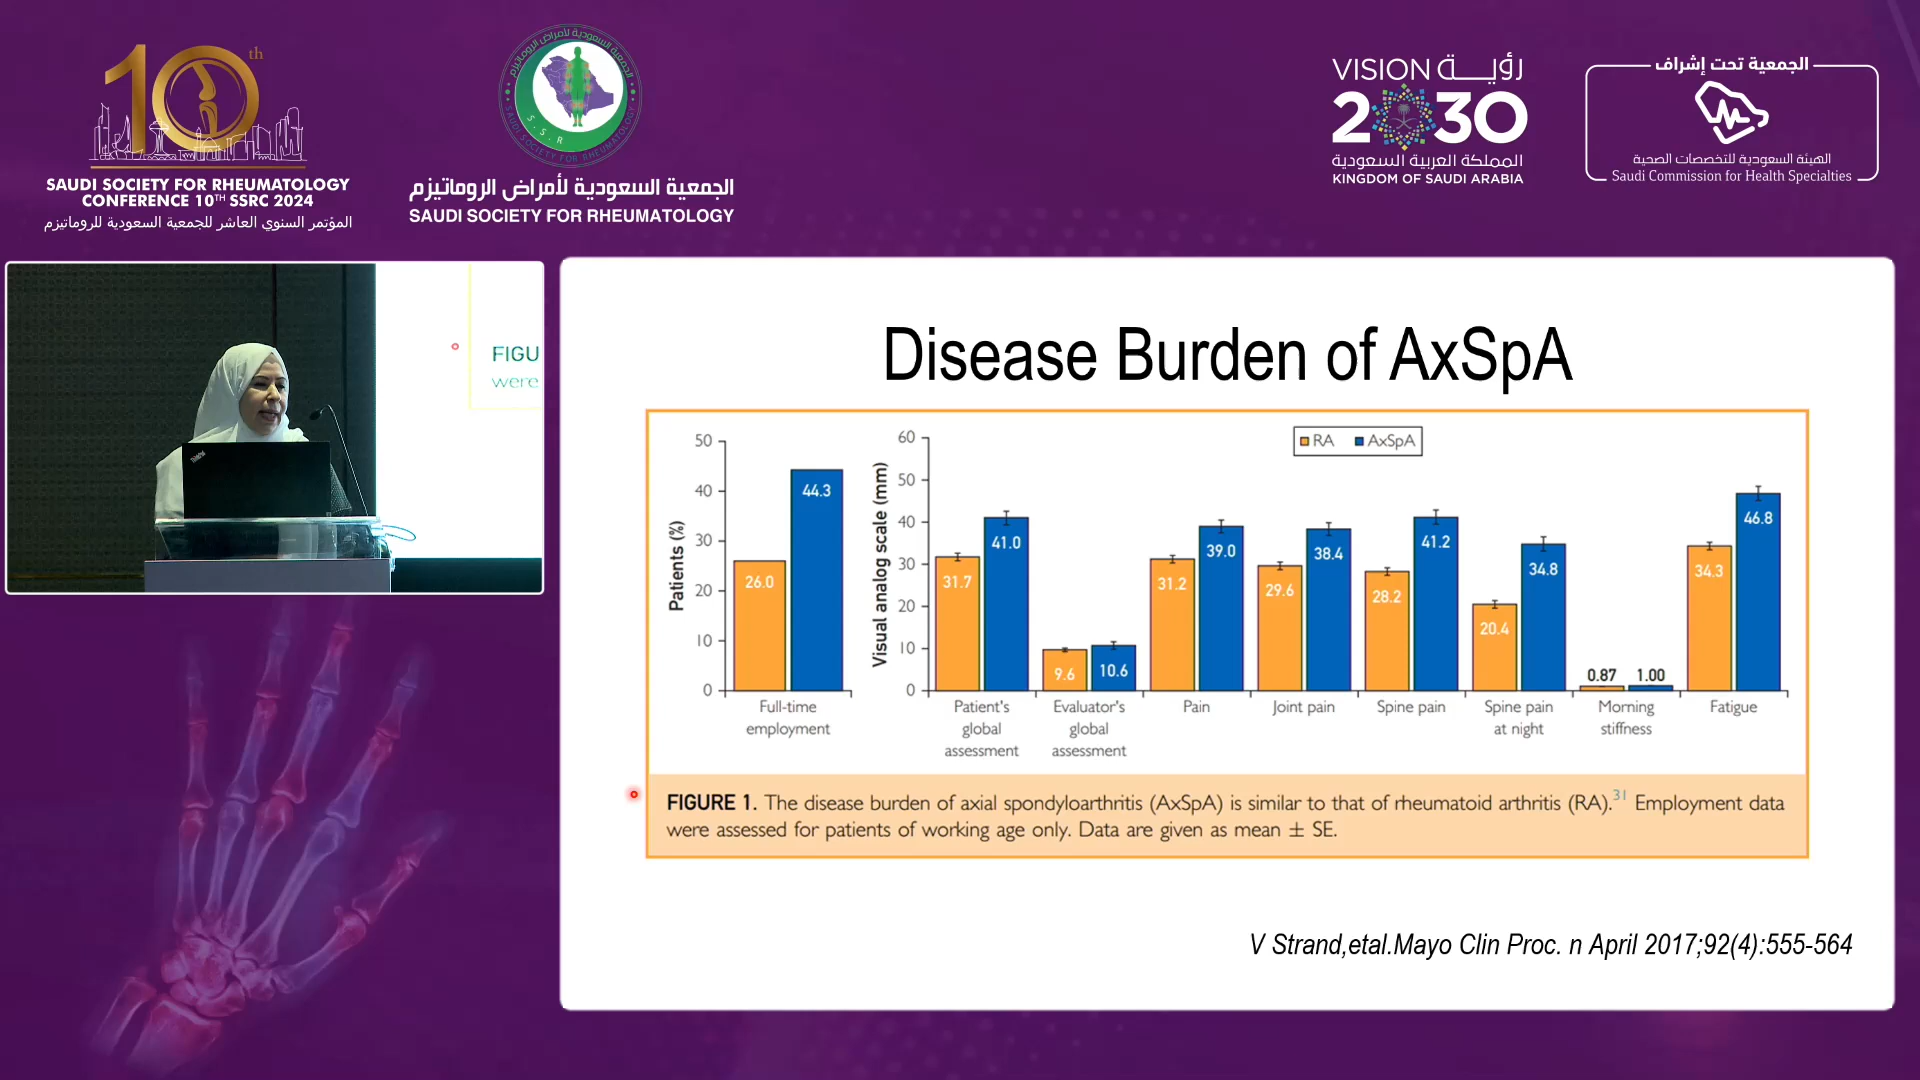 10th
SAUDI SOCIETY FOR RHEUMATOLOGY
CONFERENCE 10TH SSRC 2024
المؤتمر السنوي العاشر للجمعية السعودية للروماتيزم
الجمعية السعودية لأمراض الروماتيزم
S.S.R
SAUDI SOCIETY FOR RHEUMATOLOGY
الجمعية السعودية لأمراض الروماتيزم
SAUDI SOCIETY FOR RHEUMATOLOGY
VISION رؤية
2030
المملكة العربية السعودية
KINGDOM OF SAUDI ARABIA
الجمعية تحت إشراف
الهيئة السعودية للتخصصات الصحية
Saudi Commission for Health Specialties
FIGU
were
ThinkPad
Disease Burden of AxSpA
RA AxSpA
Patients (%)
50
40
30
20
10
0
26.0
44.3
Full-time
employment
Visual analog scale (mm)
60
50
40
30
20
10
0
31.7 41.0
9.6 10.6
31.2 39.0
29.6 38.4
28.2 41.2
20.4 34.8
0.87 1.00
34.3 46.8
Patient's
global
assessment
Evaluator's
global
assessment
Pain
Joint pain
Spine pain
Spine pain
at night
Morning
stiffness
Fatigue
FIGURE 1. The disease burden of axial spondyloarthritis (AxSpA) is similar to that of rheumatoid arthritis (RA).31 Employment data
were assessed for patients of working age only. Data are given as mean ± SE.
V Strand,etal.Mayo Clin Proc. n April 2017;92(4):555-564